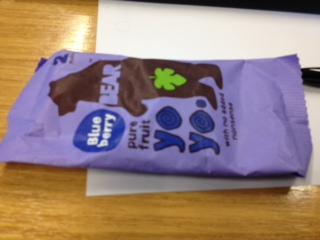 2
BEAR
Blue
berry
pure
fruit
yo
yo
with no added
nonsense